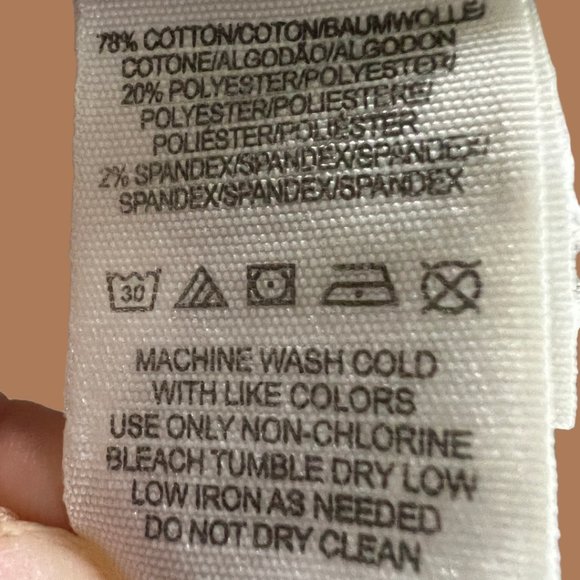 78% COTTON/COTON/BAUMWOLLE/
COTONE/ALGODÃO/ALGODON
20% POLYESTER/POLYESTER/
POLYESTER/POLIESTERE/
POLIÉSTER/POLIÉSTER
2% SPANDEX/SPANDEX/SPANDEX/
SPANDEX/SPANDEX/SPANDEX
30
MACHINE WASH COLD
WITH LIKE COLORS
USE ONLY NON-CHLORINE
BLEACH TUMBLE DRY LOW
LOW IRON AS NEEDED
DO NOT DRY CLEAN